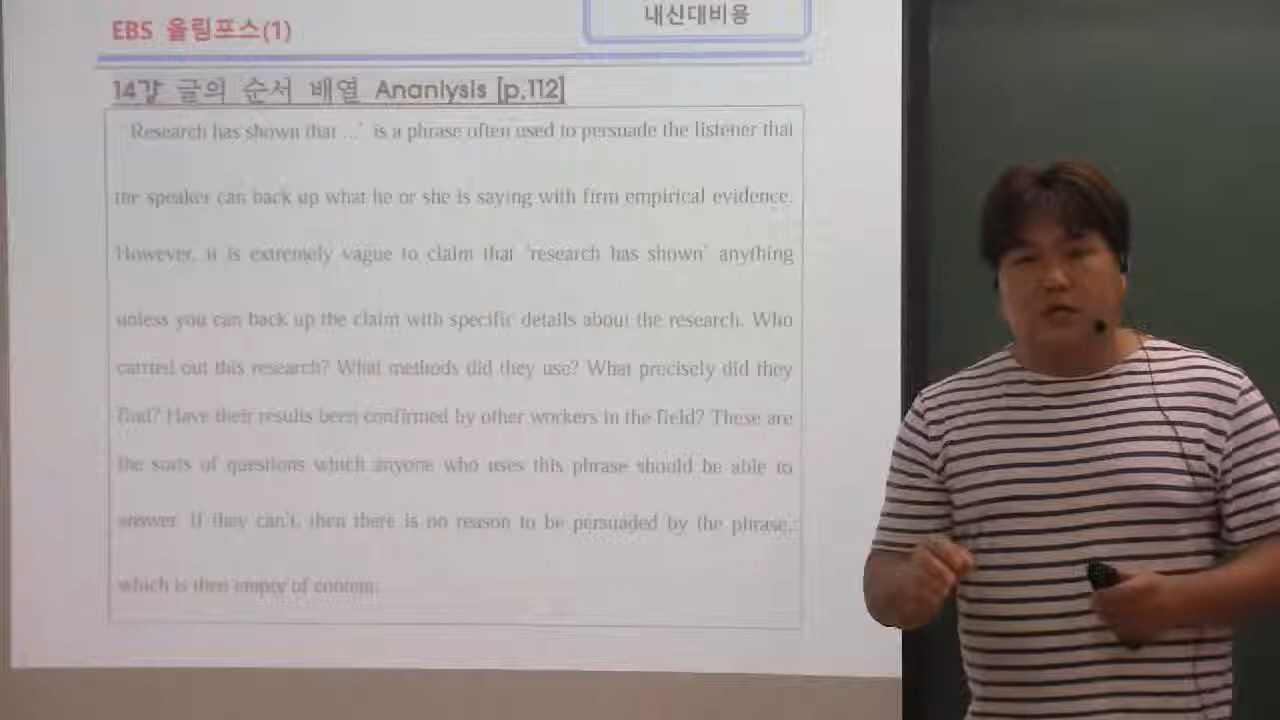 EBS 올림포스(1)
내신대비용
14강 글의 순서 배열 Ananlysis [p.112]
'Research has shown that ...' is a phrase often used to persuade the listener that
the speaker can back up what he or she is saying with firm empirical evidence.
However, it is extremely vague to claim that 'research has shown' anything
unless you can back up the claim with specific details about the research. Who
carried out this research? What methods did they use? What precisely did they
find? Have their results been confirmed by other workers in the field? These are
the sorts of questions which anyone who uses this phrase should be able to
answer. If they can't, then there is no reason to be persuaded by the phrase,
which is then empty of content.